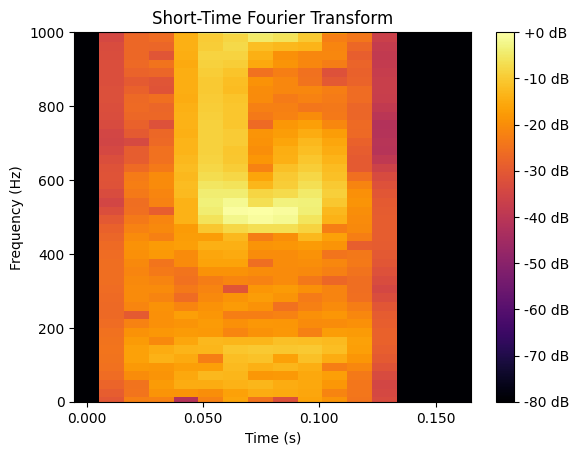 Short-Time Fourier Transform
1000
800
600
400
200
0
Frequency (Hz)
0.000
0.050
0.100
0.150
Time (s)
+0 dB
-10 dB
-20 dB
-30 dB
-40 dB
-50 dB
-60 dB
-70 dB
-80 dB